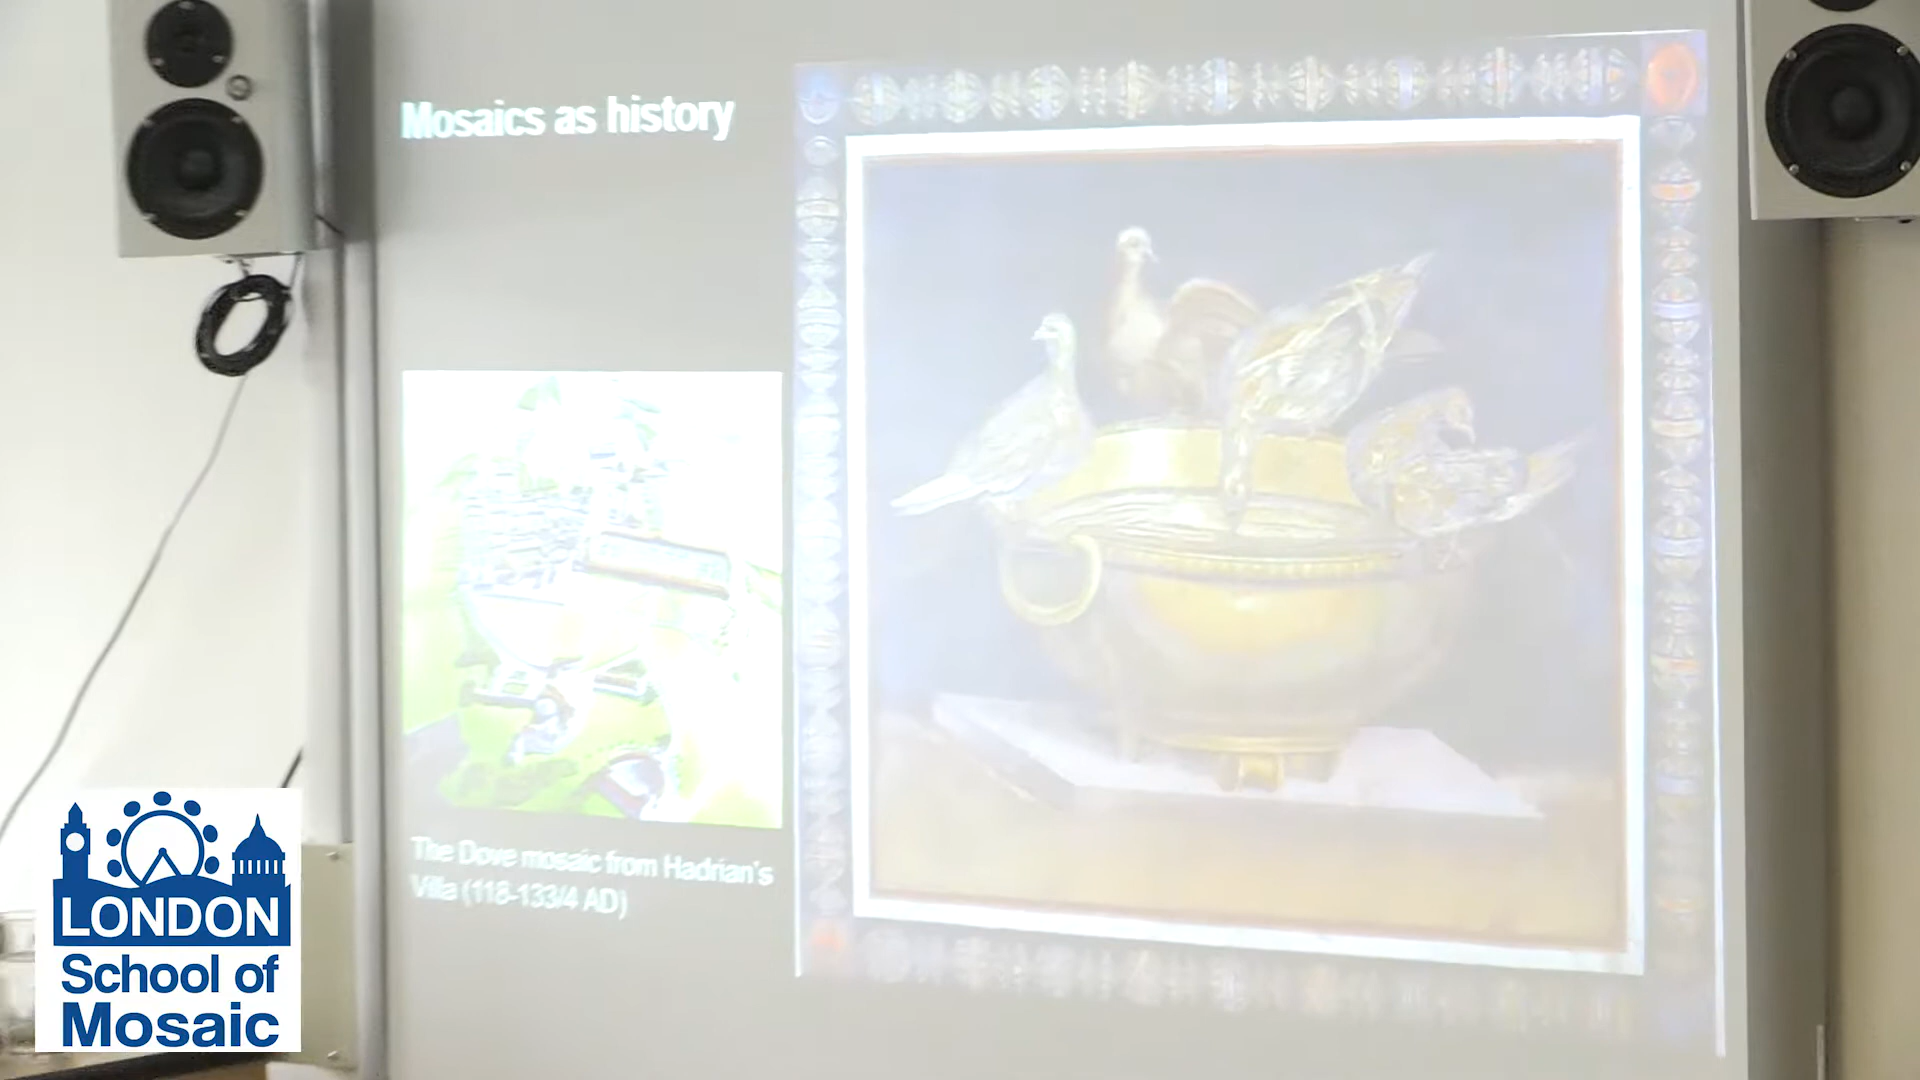 Mosaics as history
The Dove mosaic from Hadrian's
Villa (118-133/4 AD)
LONDON
School of
Mosaic